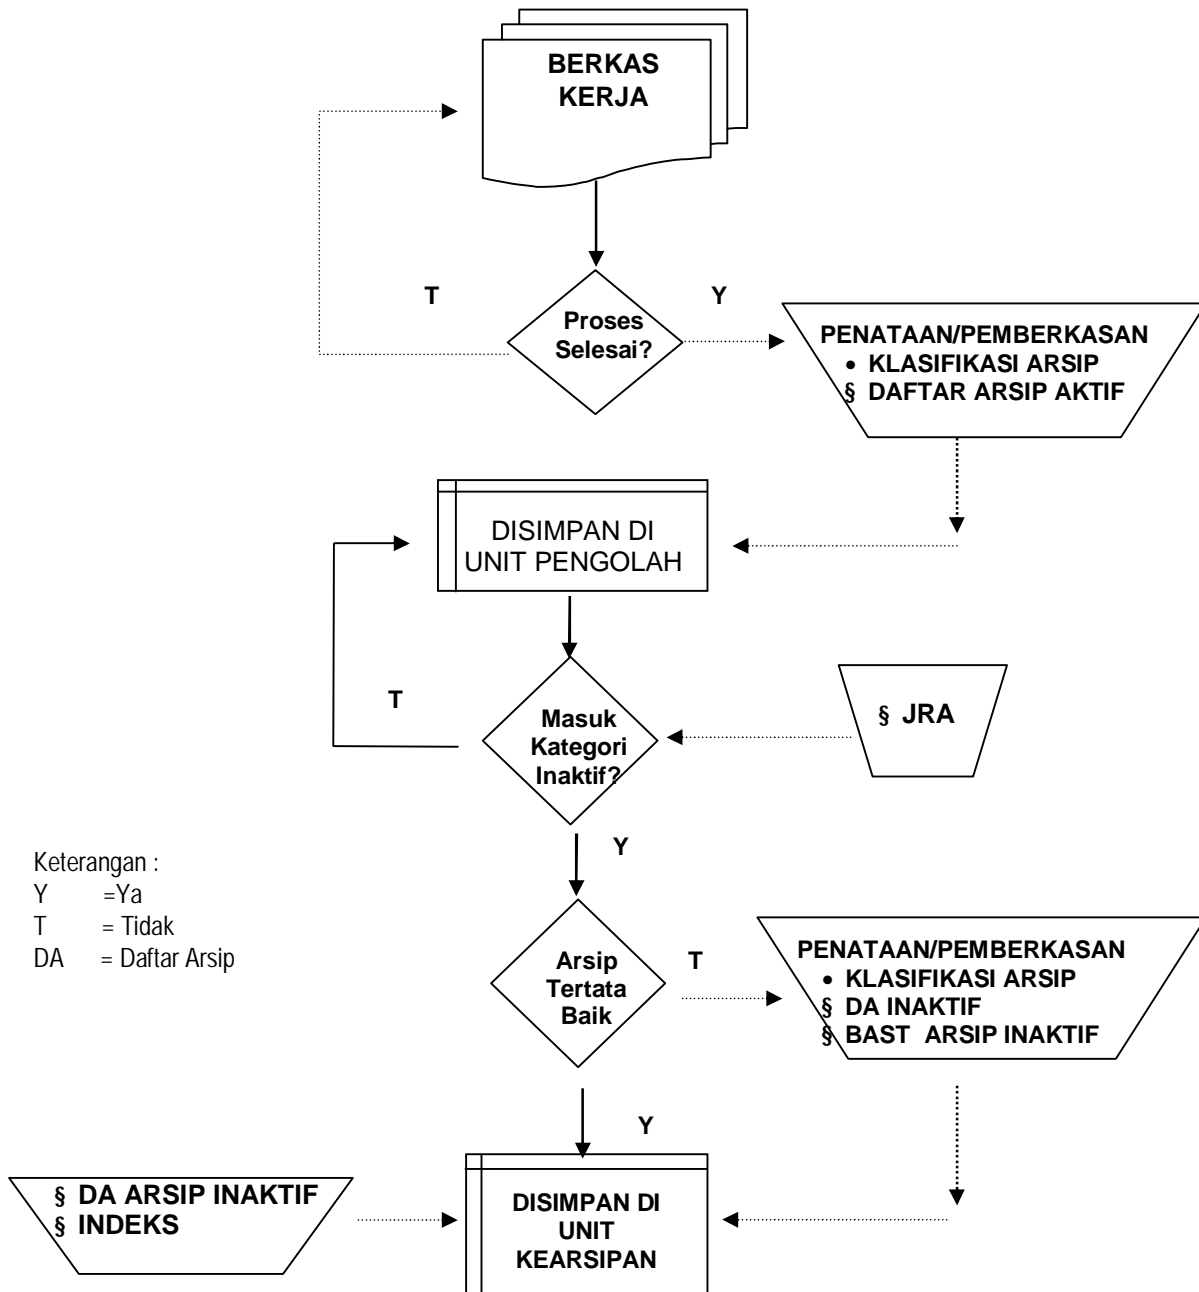 BERKAS
KERJA
T
Y
Proses
Selesai?
PENATAAN/PEMBERKASAN
• KLASIFIKASI ARSIP
§ DAFTAR ARSIP AKTIF
DISIMPAN DI
UNIT PENGOLAH
T
Masuk
Kategori
Inaktif?
§ JRA
Y
Keterangan :
Y =Ya
T = Tidak
DA = Daftar Arsip
Arsip
Tertata
Baik
T
PENATAAN/PEMBERKASAN
• KLASIFIKASI ARSIP
§ DA INAKTIF
§ BAST ARSIP INAKTIF
Y
§ DA ARSIP INAKTIF
§ INDEKS
DISIMPAN DI
UNIT
KEARSIPAN